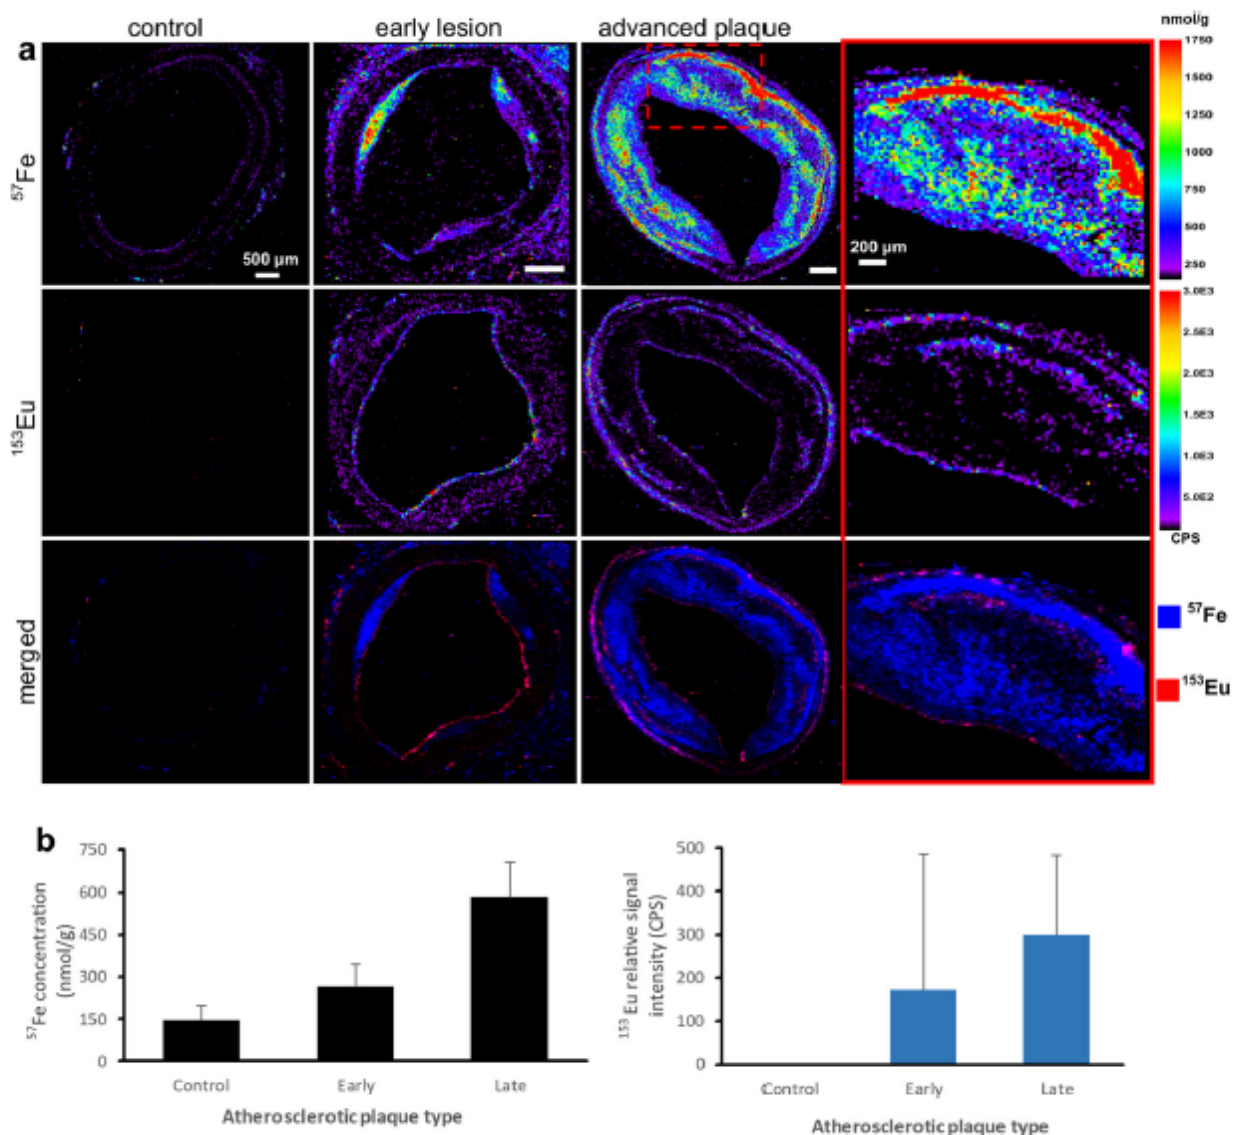 control early lesion advanced plaque
nmol/g
a
1750
1500
1250
1000
750
500
250
⁵⁷Fe
500 µm
200 µm
3.0E3
2.5E3
2.0E3
1.5E3
1.0E3
5.0E2
CPS
¹⁵³Eu
merged
⁵⁷Fe
¹⁵³Eu
b
750
600
450
300
150
0
⁵⁷Fe concentration
(nmol/g)
Control Early Late
Atherosclerotic plaque type
500
400
300
200
100
0
¹⁵³ Eu relative signal
intensity (CPS)
Control Early Late
Atherosclerotic plaque type